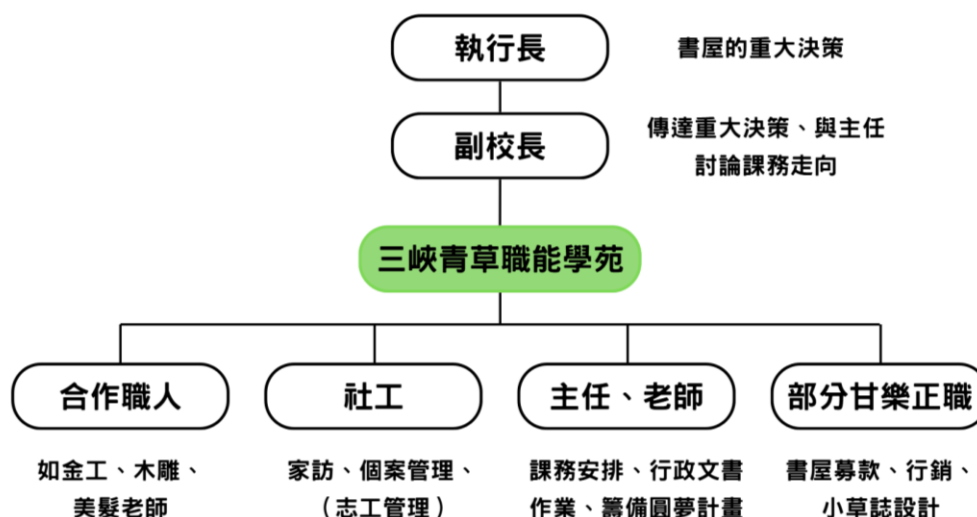 執行長
書屋的重大決策
副校長
傳達重大決策、與主任
討論課務走向
三峽青草職能學苑
合作職人
社工
主任、老師
部分甘樂正職
如金工、木雕、
美髮老師
家訪、個案管理、
（志工管理）
課務安排、行政文書
作業、籌備圓夢計畫
書屋募款、行銷、
小草誌設計